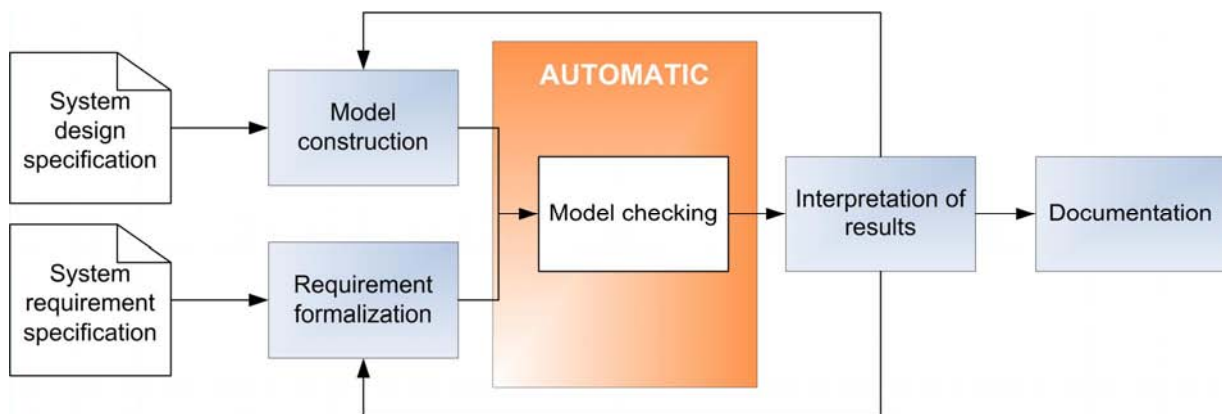 System
design
specification
Model
construction
AUTOMATIC
Model checking
Interpretation of
results
Documentation
System
requirement
specification
Requirement
formalization